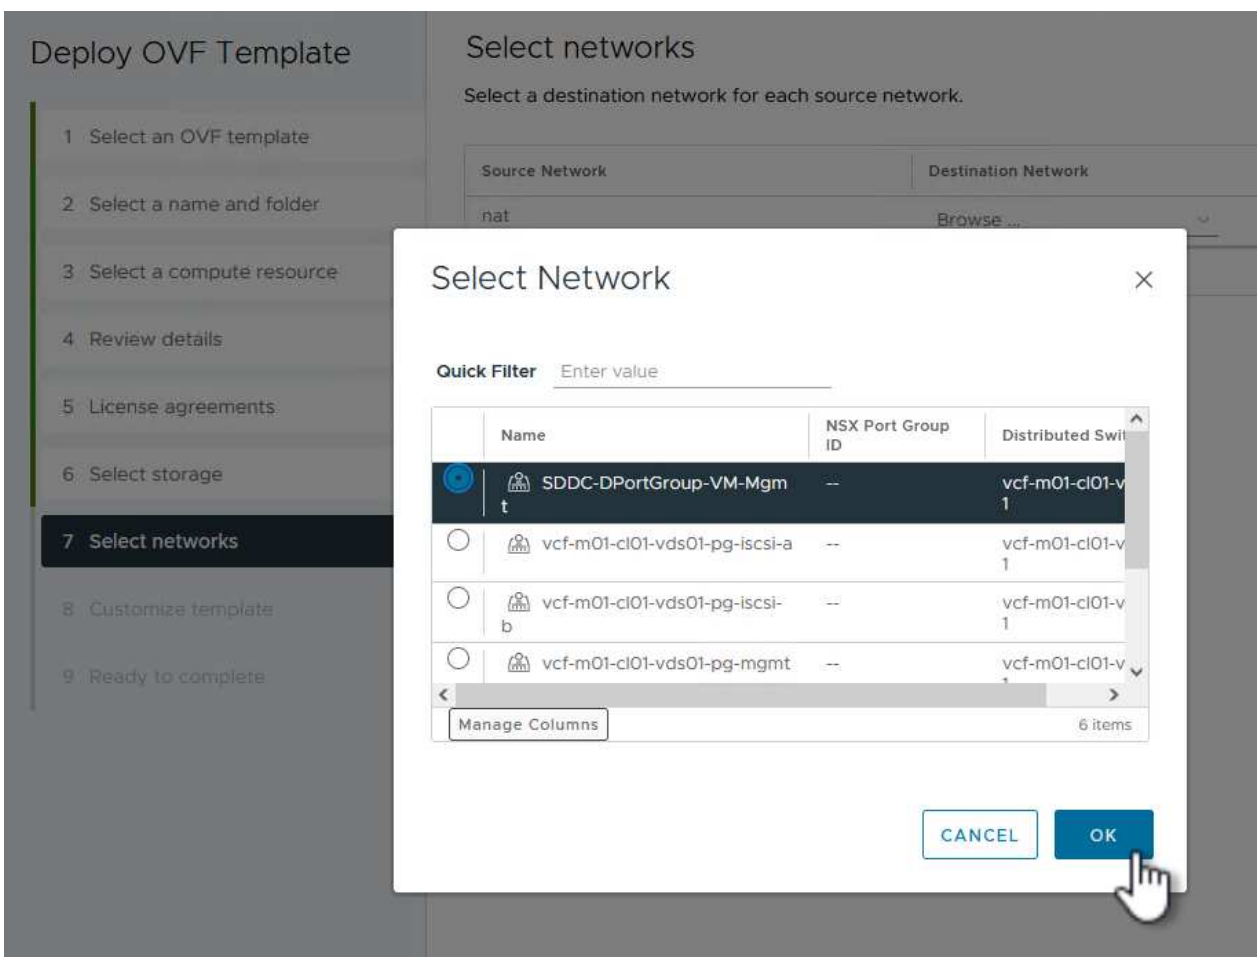 Deploy OVF Template
1 Select an OVF template
2 Select a name and folder
3 Select a compute resource
4 Review details
5 License agreements
6 Select storage
7 Select networks
8 Customize template
9 Ready to complete
Select networks
Select a destination network for each source network.
Source Network
Destination Network
nat
Browse ...
Select Network
Quick Filter Enter value
Name
NSX Port Group
ID
Distributed Swi
SDDC-DPortGroup-VM-Mgm
t
--
vcf-m01-cl01-v
1
vcf-m01-cl01-vds01-pg-iscsi-a
--
vcf-m01-cl01-v
1
vcf-m01-cl01-vds01-pg-iscsi-
b
--
vcf-m01-cl01-v
1
vcf-m01-cl01-vds01-pg-mgmt
--
vcf-m01-cl01-v
Manage Columns
6 items
CANCEL
OK